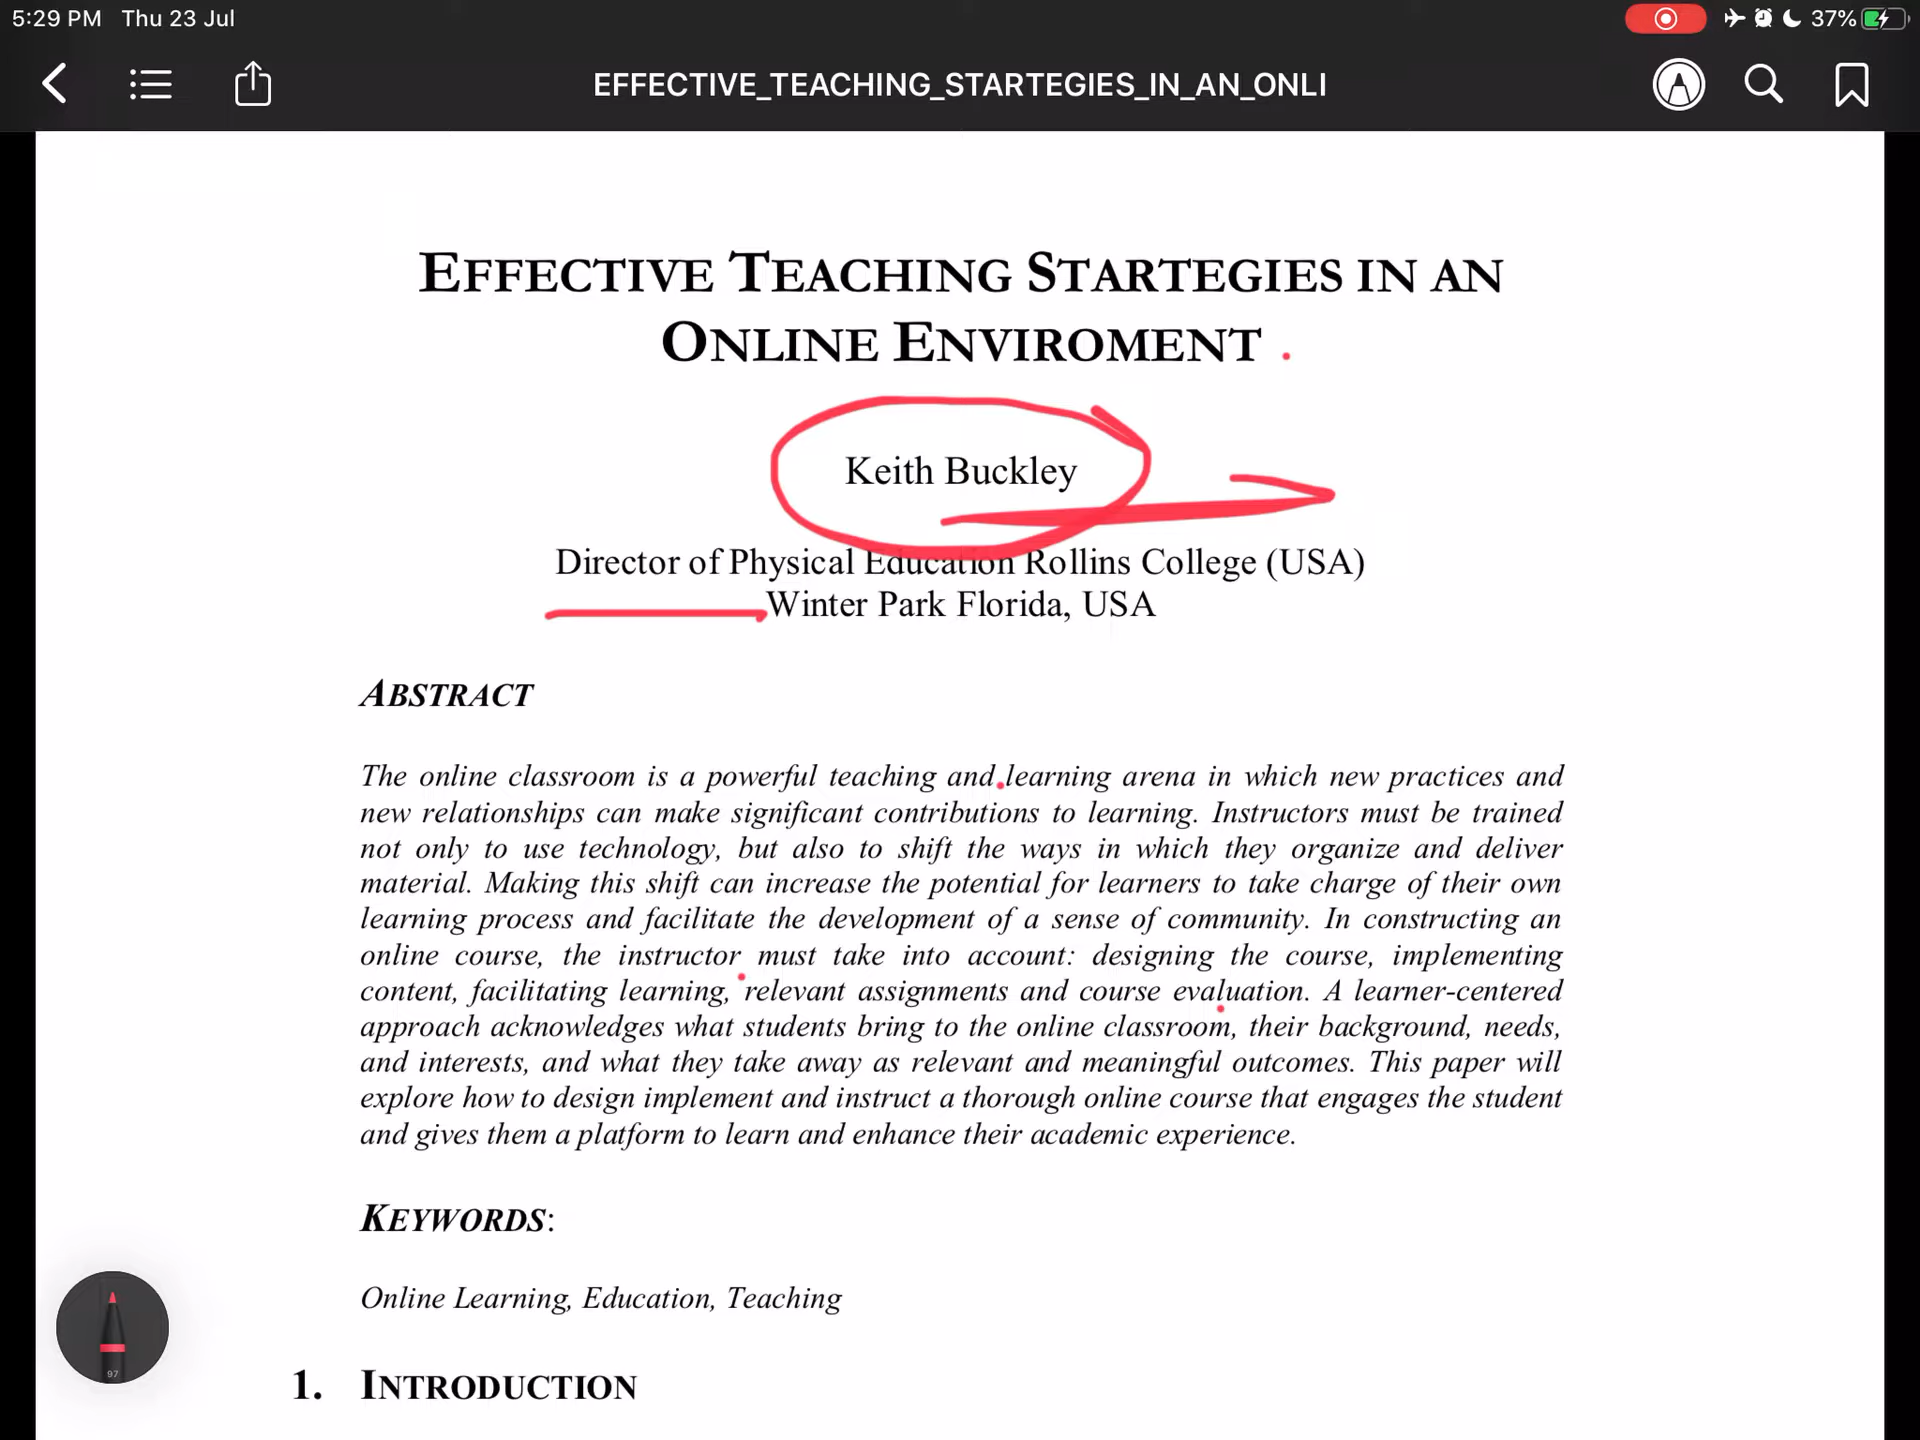 5:29 PM Thu 23 Jul
37%
EFFECTIVE_TEACHING_STARTEGIES_IN_AN_ONLI
EFFECTIVE TEACHING STARTEGIES IN AN
ONLINE ENVIROMENT
Keith Buckley
Director of Physical Education Rollins College (USA)
Winter Park Florida, USA
ABSTRACT
The online classroom is a powerful teaching and learning arena in which new practices and
new relationships can make significant contributions to learning. Instructors must be trained
not only to use technology, but also to shift the ways in which they organize and deliver
material. Making this shift can increase the potential for learners to take charge of their own
learning process and facilitate the development of a sense of community. In constructing an
online course, the instructor must take into account: designing the course, implementing
content, facilitating learning, relevant assignments and course evaluation. A learner-centered
approach acknowledges what students bring to the online classroom, their background, needs,
and interests, and what they take away as relevant and meaningful outcomes. This paper will
explore how to design implement and instruct a thorough online course that engages the student
and gives them a platform to learn and enhance their academic experience.
KEYWORDS:
Online Learning, Education, Teaching
97
1. INTRODUCTION